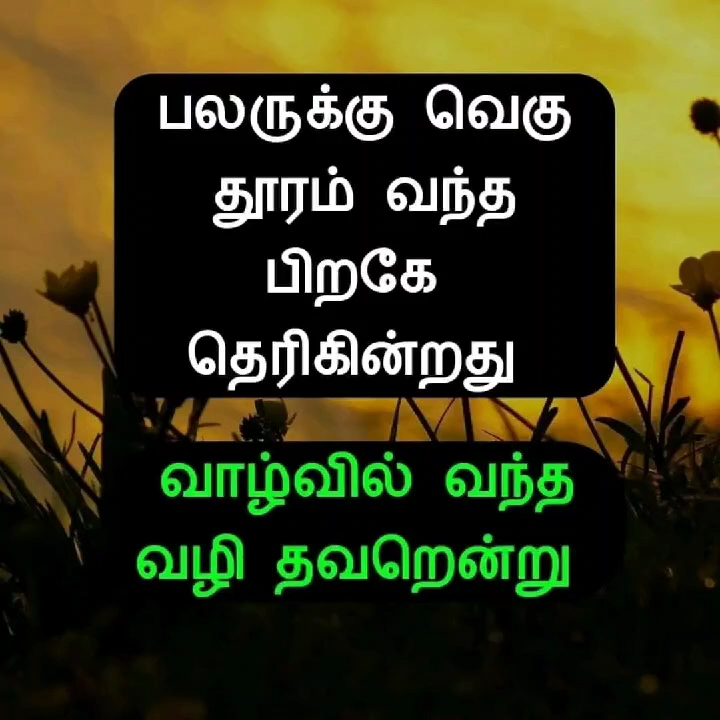 பலருக்கு வெகு
தூரம் வந்த
பிறகே
தெரிகின்றது
வாழ்வில் வந்த
வழி தவறென்று